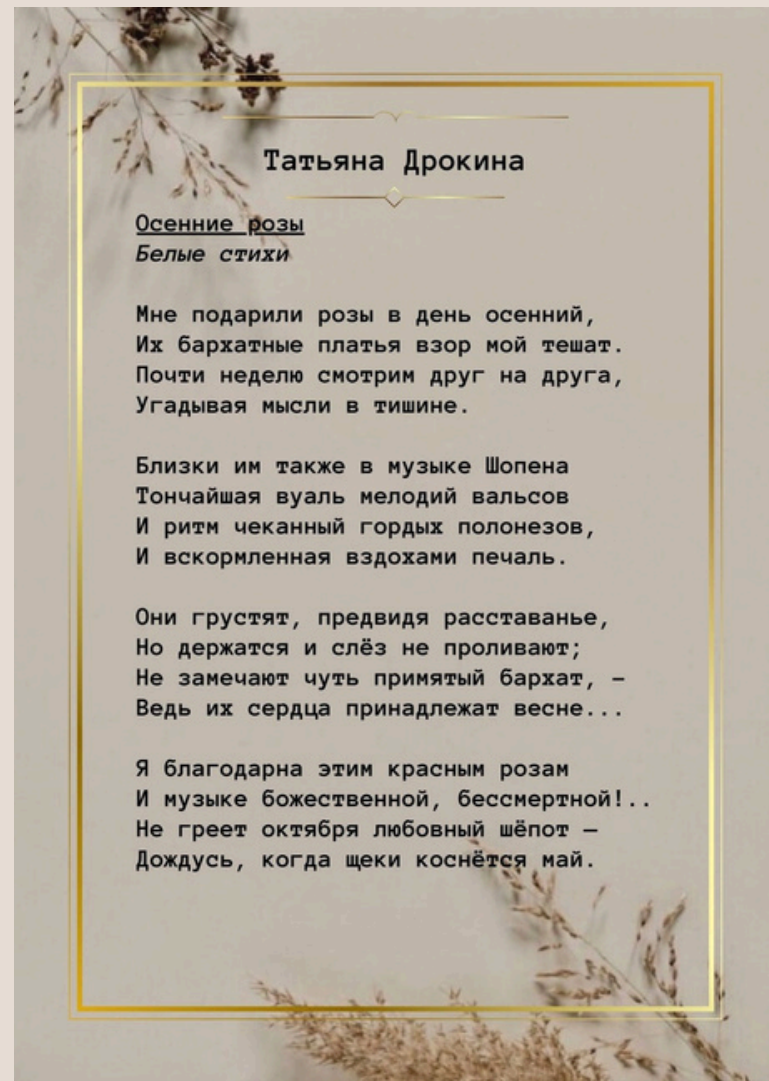 Татьяна Дрокина
Осенние розы
Белые стихи
Мне подарили розы в день осенний,
Их бархатные платья взор мой тешат.
Почти неделю смотрим друг на друга,
Угадывая мысли в тишине.
Близки им также в музыке Шопена
Тончайшая вуаль мелодий вальсов
И ритм чеканный гордых полонезов,
И вскормленная вздохами печаль.
Они грустят, предвидя расставанье,
Но держатся и слёз не проливают;
Не замечают чуть примятый бархат, –
Ведь их сердца принадлежат весне...
Я благодарна этим красным розам
И музыке божественной, бессмертной!..
Не греет октября любовный шёпот –
Дождусь, когда щеки коснётся май.